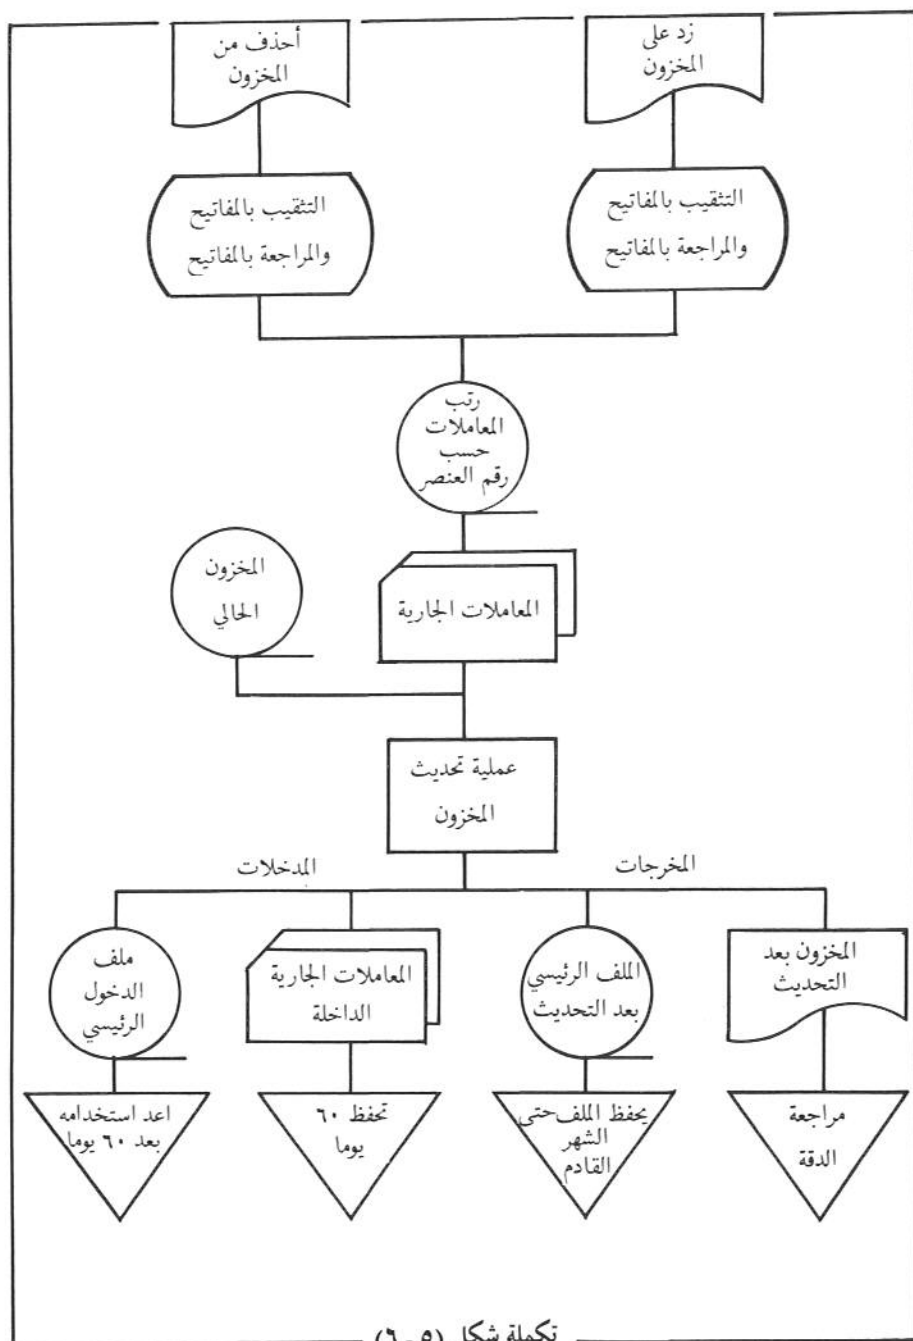 زد على
المخزون
أحذف من
المخزون
التثقيب بالمفاتيح
والمراجعة بالمفاتيح
التثقيب بالمفاتيح
والمراجعة بالمفاتيح
رتب
المعاملات
حسب
رقم العنصر
المعاملات الجارية
المخزون
الحالي
عملية تحديث
المخزون
المخرجات
المدخلات
المخزون بعد
التحديث
الملف الرئيسي
بعد التحديث
المعاملات الجارية
الداخلة
ملف
الدخول
الرئيسي
مراجعة
الدقة
يحفظ الملف حتى
الشهر
القادم
تحفظ ٦٠
يوما
اعد استخدامه
بعد ٦٠ يوما
تكملة شكل (٥ - ٦)